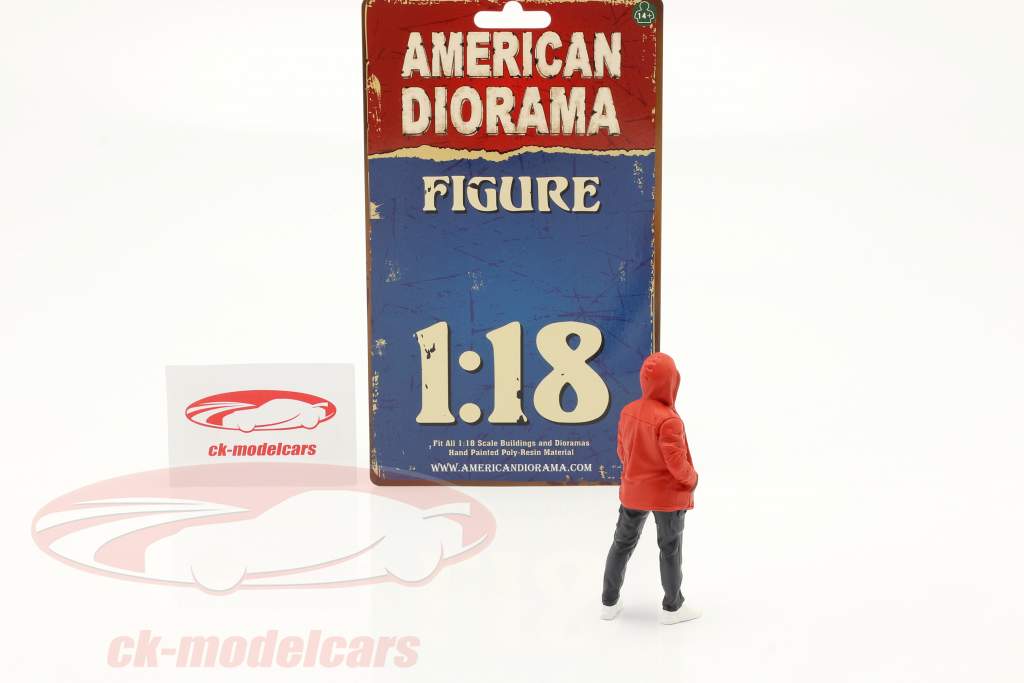 14+
AMERICAN
DIORAMA
FIGURE
1:18
Fit All 1:18 Scale Buildings and Dioramas
Hand Painted Poly-Resin Material
WWW.AMERICANDIORAMA.COM
ck-modelcars
ck-modelcars